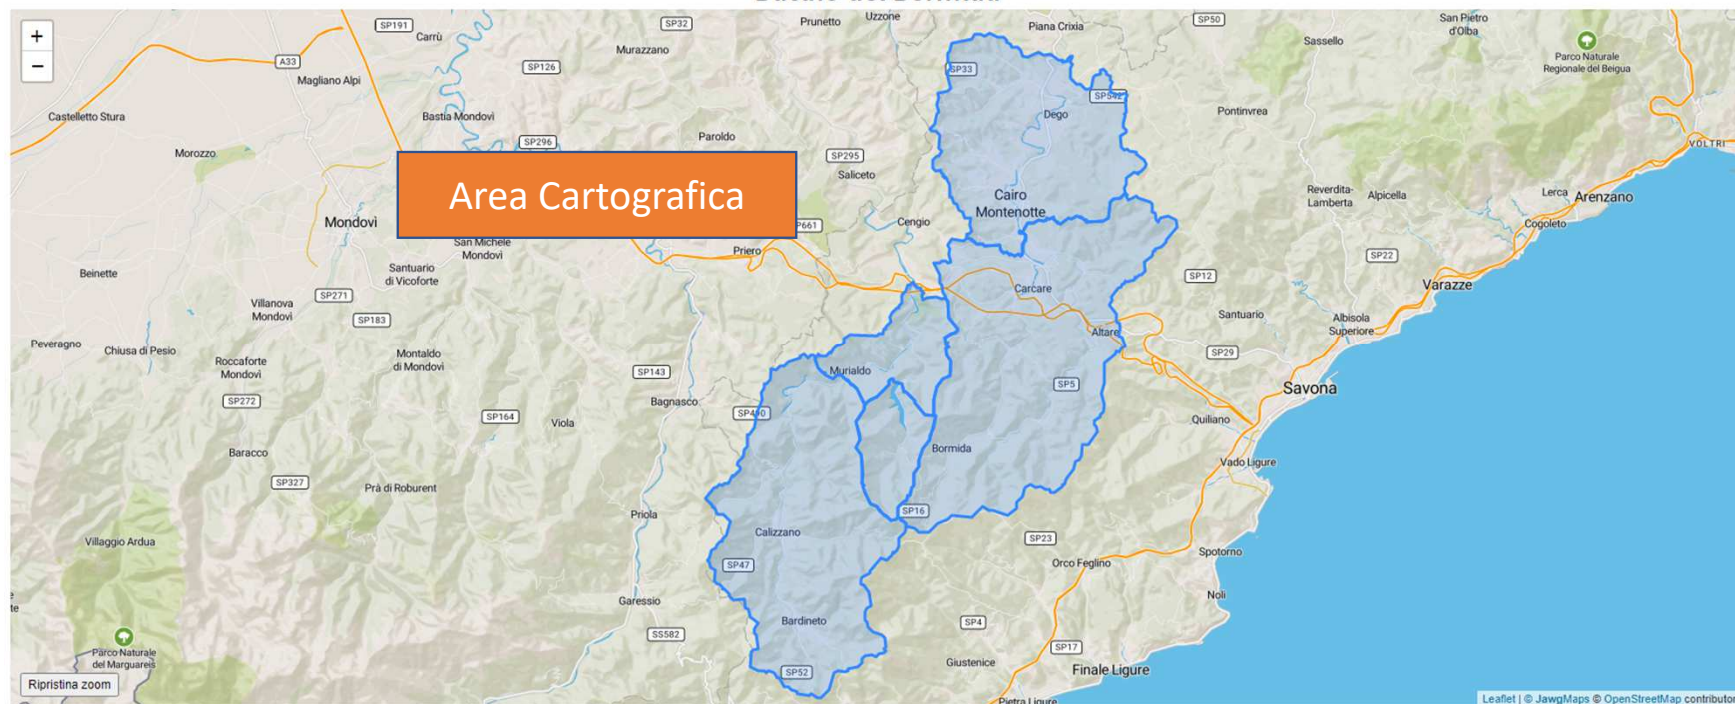 SP191
Carrù
SP32
Prunetto
Uzzone
Piana Crixia
SP50
San Pietro
d'Olba
+
−
A33
Murazzano
Sassello
Parco Naturale
Regionale del Beigua
Magliano Alpi
SP126
SP33
SP542
Castelletto Stura
Bastia Mondovì
Dego
Pontinvrea
Morozzo
SP296
Paroldo
SP295
Saliceto
VOLTRI
Area Cartografica
Cairo
Montenotte
Reverdita-
Lamberta
Alpicella
Lerca
Arenzano
Mondovì
Cengio
Cogoleto
San Michele
Mondovì
Priero
SP22
Beinette
Santuario
di Vicoforte
SP12
Varazze
Villanova
Mondovì
SP271
Carcare
Santuario
Albisola
Superiore
SP183
Altare
Peveragno
Chiusa di Pesio
Roccaforte
Mondovì
Montaldo
di Mondovì
SP143
Murialdo
SP29
SP5
Savona
SP272
Bagnasco
SP490
SP164
Viola
Quiliano
Baracco
Bormida
Vado Ligure
SP327
Prà di Roburent
Priola
SP16
Villaggio Ardua
Calizzano
SP23
Spotorno
SP47
Orco Feglino
Garessio
Noli
Bardineto
SP4
SS582
Parco Naturale
del Marguareis
SP17
Giustenice
Finale Ligure
SP52
Ripristina zoom
Pietra Ligure
Leaflet | © JawgMaps © OpenStreetMap contributor